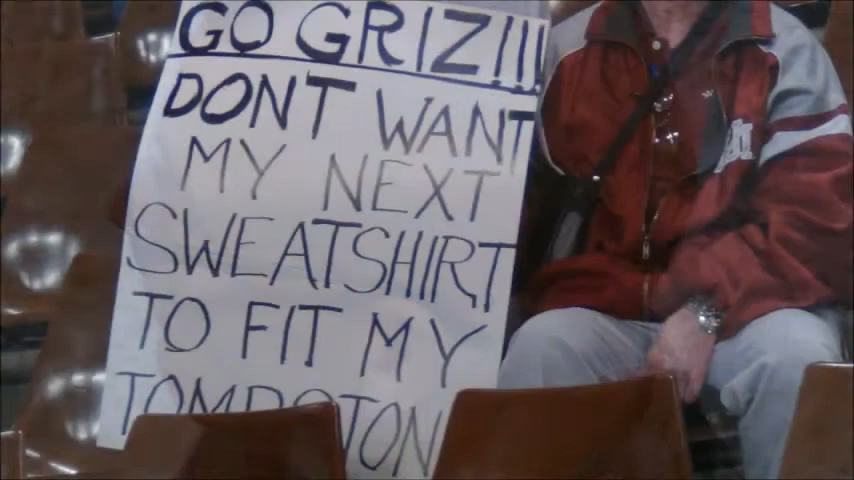 GO GRIZ!!!
DONT WANT
MY NEXT
SWEATSHIRT
TO FIT MY